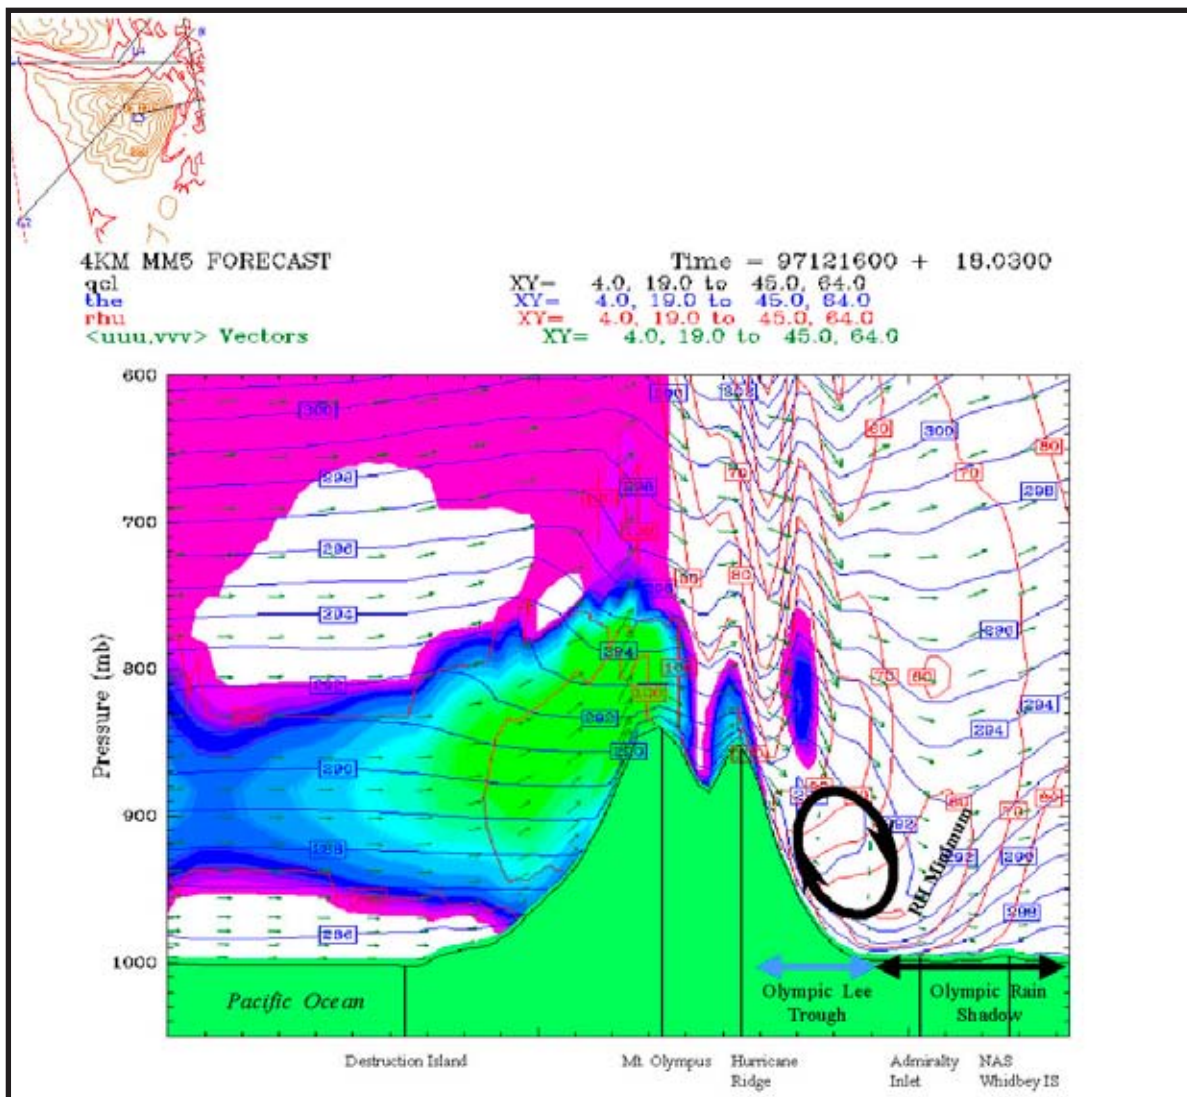 4KM MM5 FORECAST Time = 97121600 + 18.0300
qcl XY= 4.0, 19.0 to 45.0, 64.0
the XY= 4.0, 19.0 to 45.0, 64.0
rhu XY= 4.0, 19.0 to 45.0, 64.0
<uuu,vvv> Vectors XY= 4.0, 19.0 to 45.0, 64.0
600
700
800
900
1000
Pressure (mb)
300
298
296
294
290
288
286
300
298
296
294
294
292
290
70
80
60
70
80
70
RH Minimum
Pacific Ocean
Olympic Lee
Trough
Olympic Rain
Shadow
Destruction Island
Mt. Olympus
Hurricane
Ridge
Admiralty
Inlet
NAS
Whidbey IS